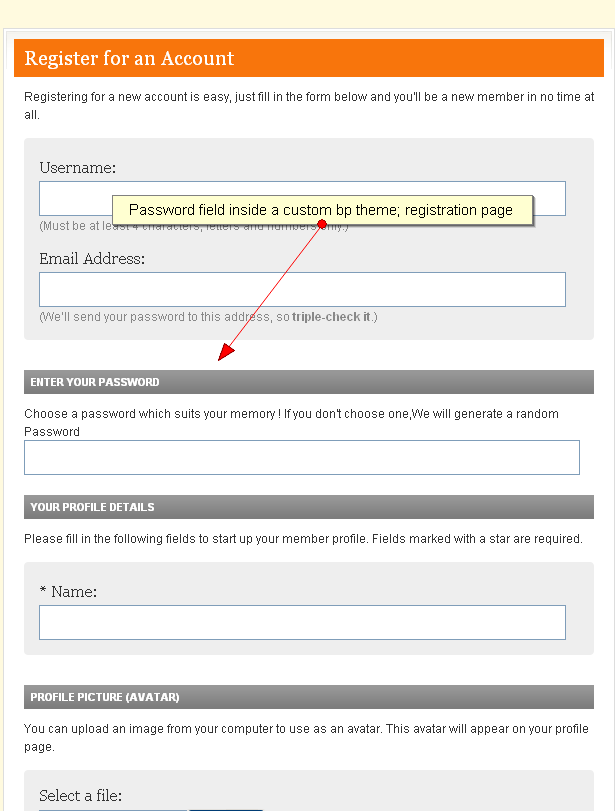 Register for an Account
Registering for a new account is easy, just fill in the form below and you'll be a new member in no time at
all.
Username:
Password field inside a custom bp theme; registration page
(Must be at least 4 characters, letters and numbers only.)
Email Address:
(We'll send your password to this address, so triple-check it.)
ENTER YOUR PASSWORD
Choose a password which suits your memory ! If you don't choose one,We will generate a random
Password
YOUR PROFILE DETAILS
Please fill in the following fields to start up your member profile. Fields marked with a star are required.
* Name:
PROFILE PICTURE (AVATAR)
You can upload an image from your computer to use as an avatar. This avatar will appear on your profile
page.
Select a file: